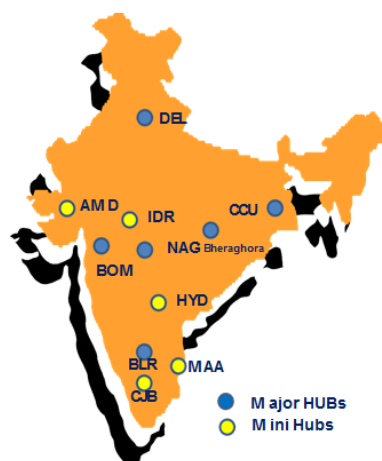 DEL
AMD
IDR
CCU
BOM
NAG
Bheraghora
HYD
BLR
MAA
CJB
Major HUBs
Mini Hubs